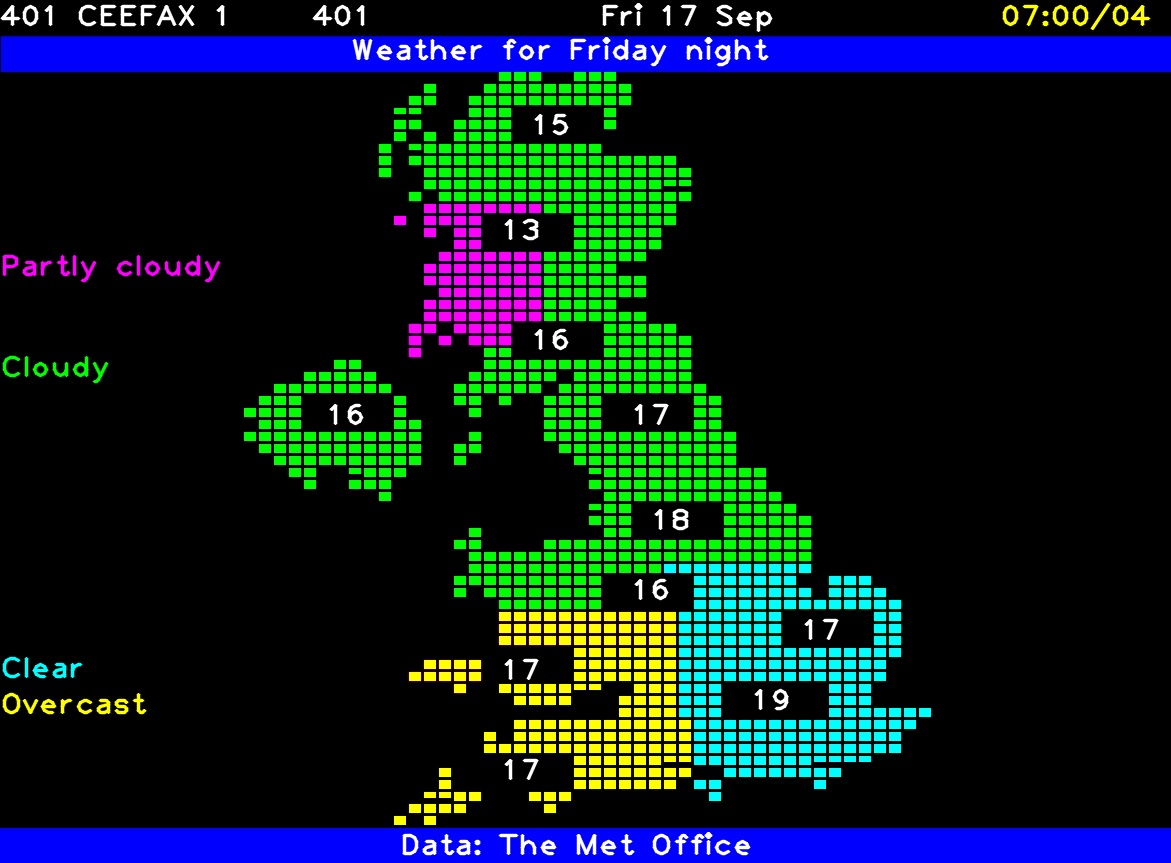 401 CEEFAX 1 401 Fri 17 Sep 07:00/04
Weather for Friday night
15
13
Partly cloudy
16
Cloudy
16 17
18
16
17
Clear 17
Overcast 19
17
Data: The Met Office